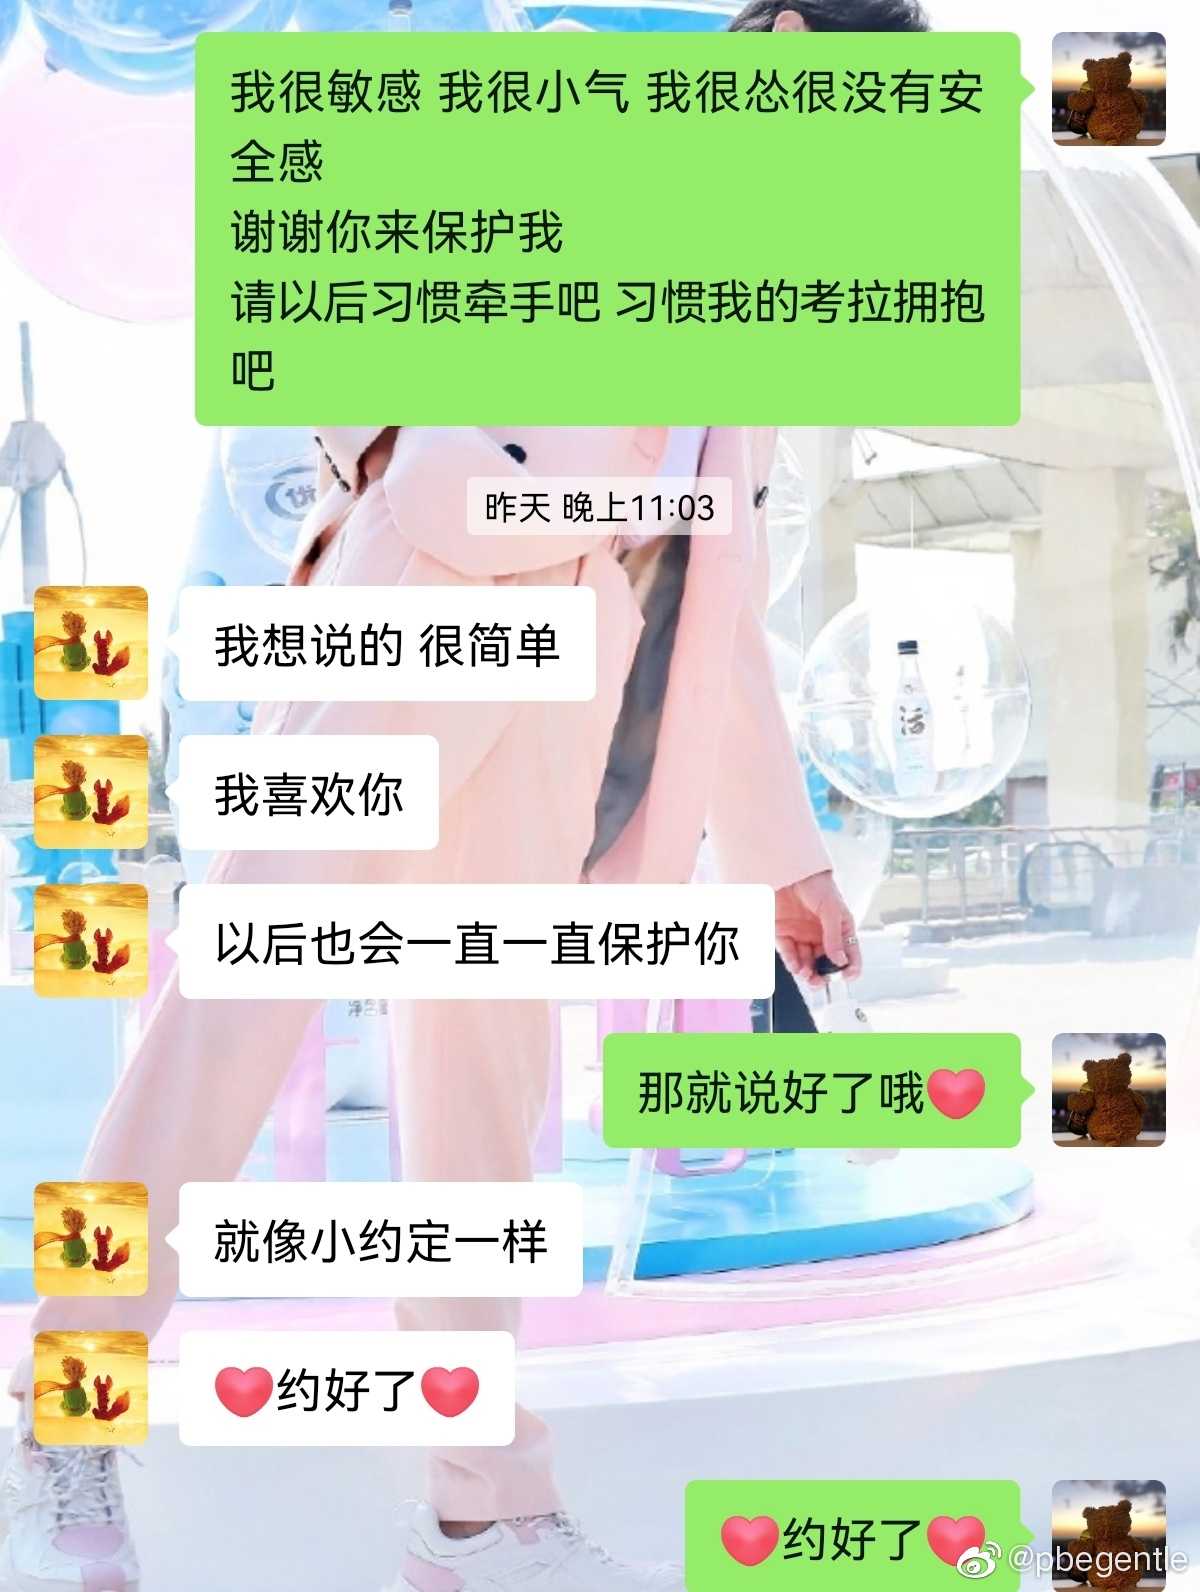 我很敏感 我很小气 我很怂很没有安
全感
谢谢你来保护我
请以后习惯牵手吧 习惯我的考拉拥抱
吧
份
昨天 晚上11:03
我想说的 很简单
我喜欢你
活
以后也会一直一直保护你
那就说好了哦❤
就像小约定一样
❤约好了❤
❤约好了❤
@pbegentle